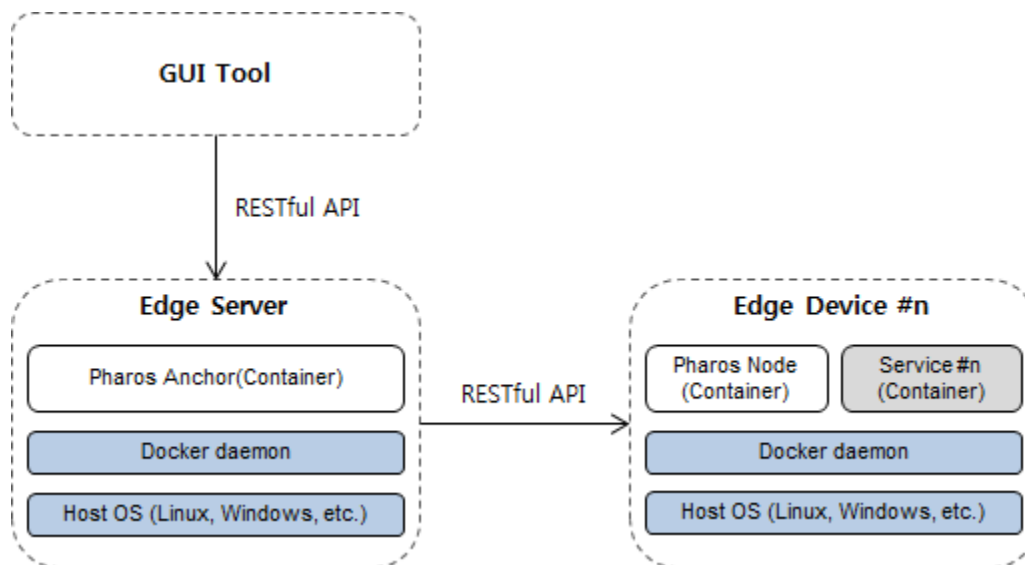 GUI Tool
RESTful API
Edge Server
Pharos Anchor(Container)
Docker daemon
Host OS (Linux, Windows, etc.)
RESTful API
Edge Device #n
Pharos Node
(Container)
Service #n
(Container)
Docker daemon
Host OS (Linux, Windows, etc.)